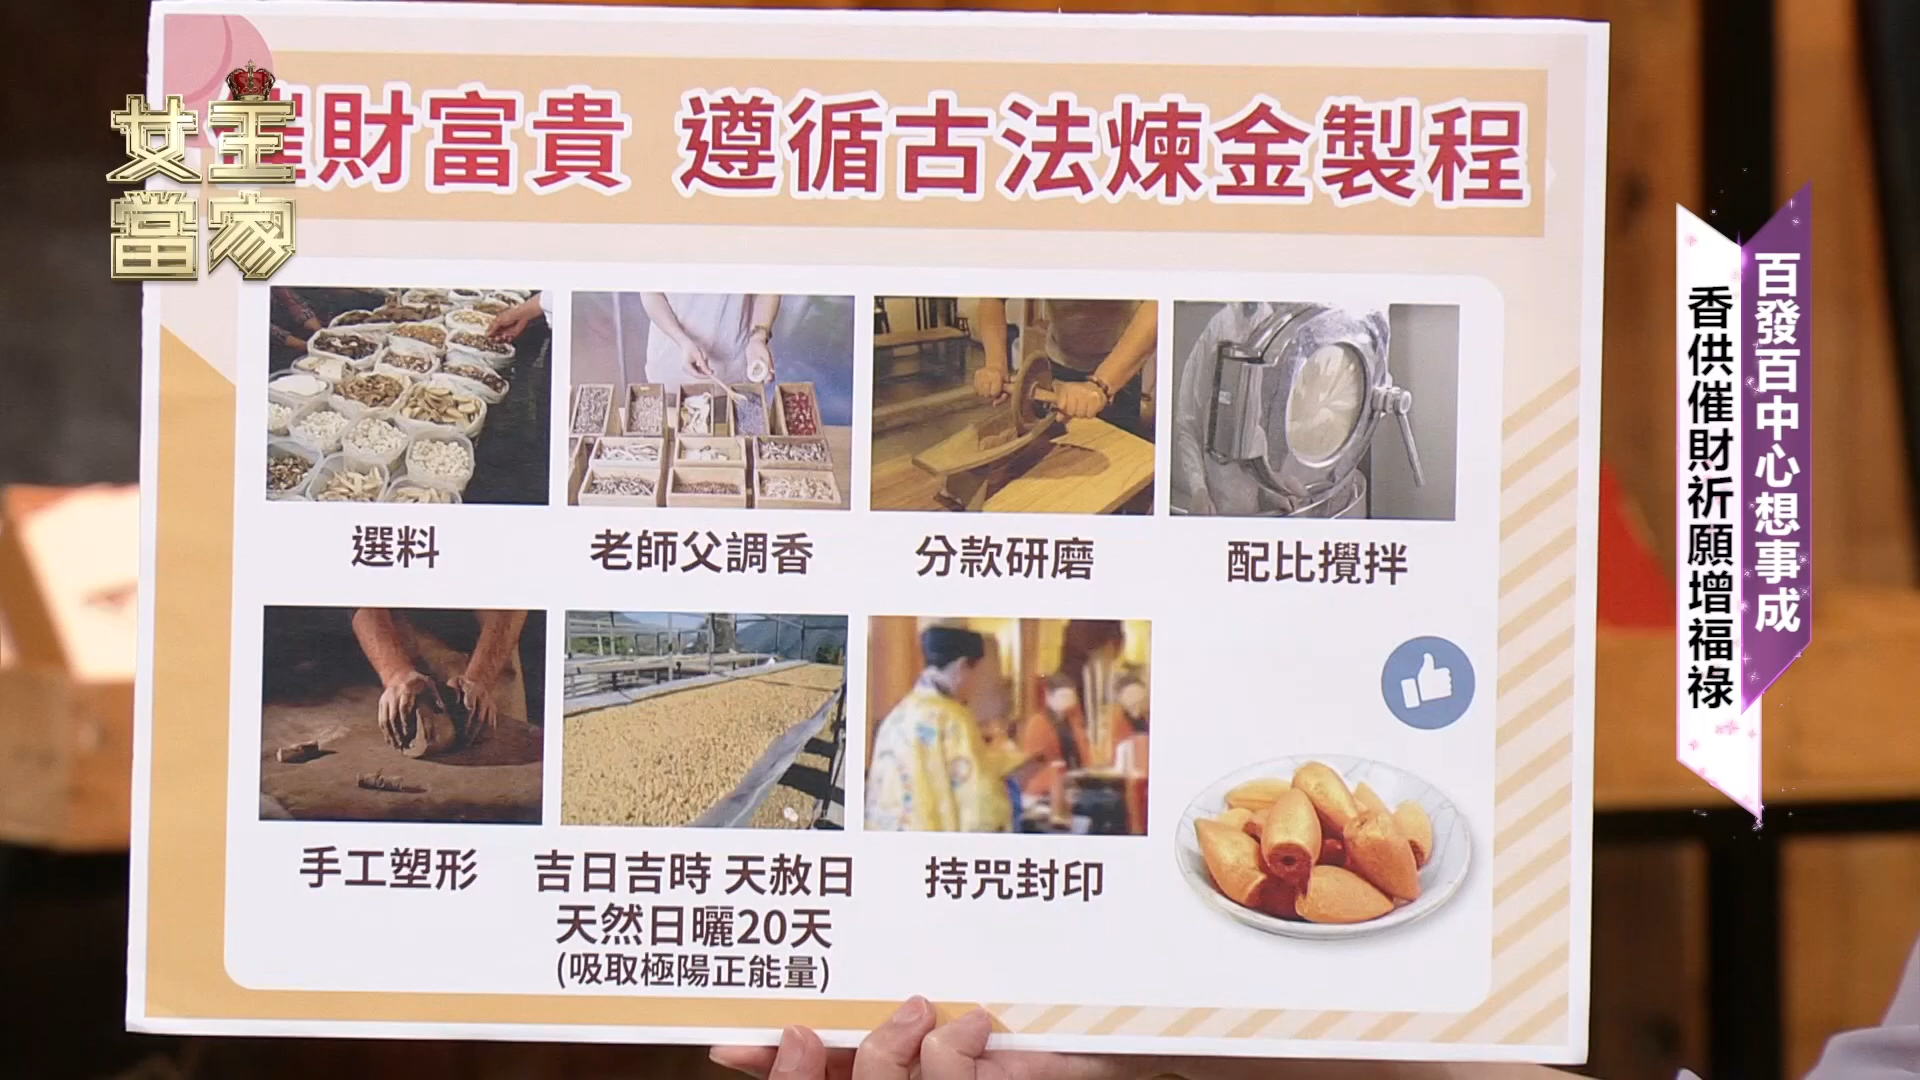 女王
當家
財富貴 遵循古法煉金製程
百發百中心想事成
香供催財祈願增福祿
選料
老師父調香
分款研磨
配比攪拌
手工塑形
吉日吉時 天赦日
天然日曬20天
(吸取極陽正能量)
持咒封印